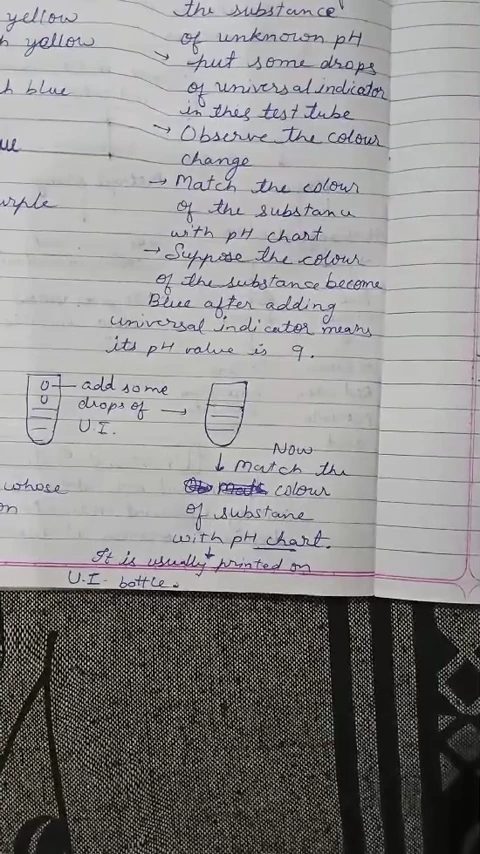 yellow
yellow
blue
the substance
of unknown pH
→ put some drops
of universal indicator
in thes test tube
→ Observe the colour
change
→ Match the colour
of the substance
with pH chart
→ Suppose the colour
of the substance become
Blue after adding
universal indicator means
its pH value is 9.
add some
drops of →
U.I.
Now
↓ Match the
colour
of substane
with pH chart.
↓
It is usually printed on
U.I. bottle.
whose